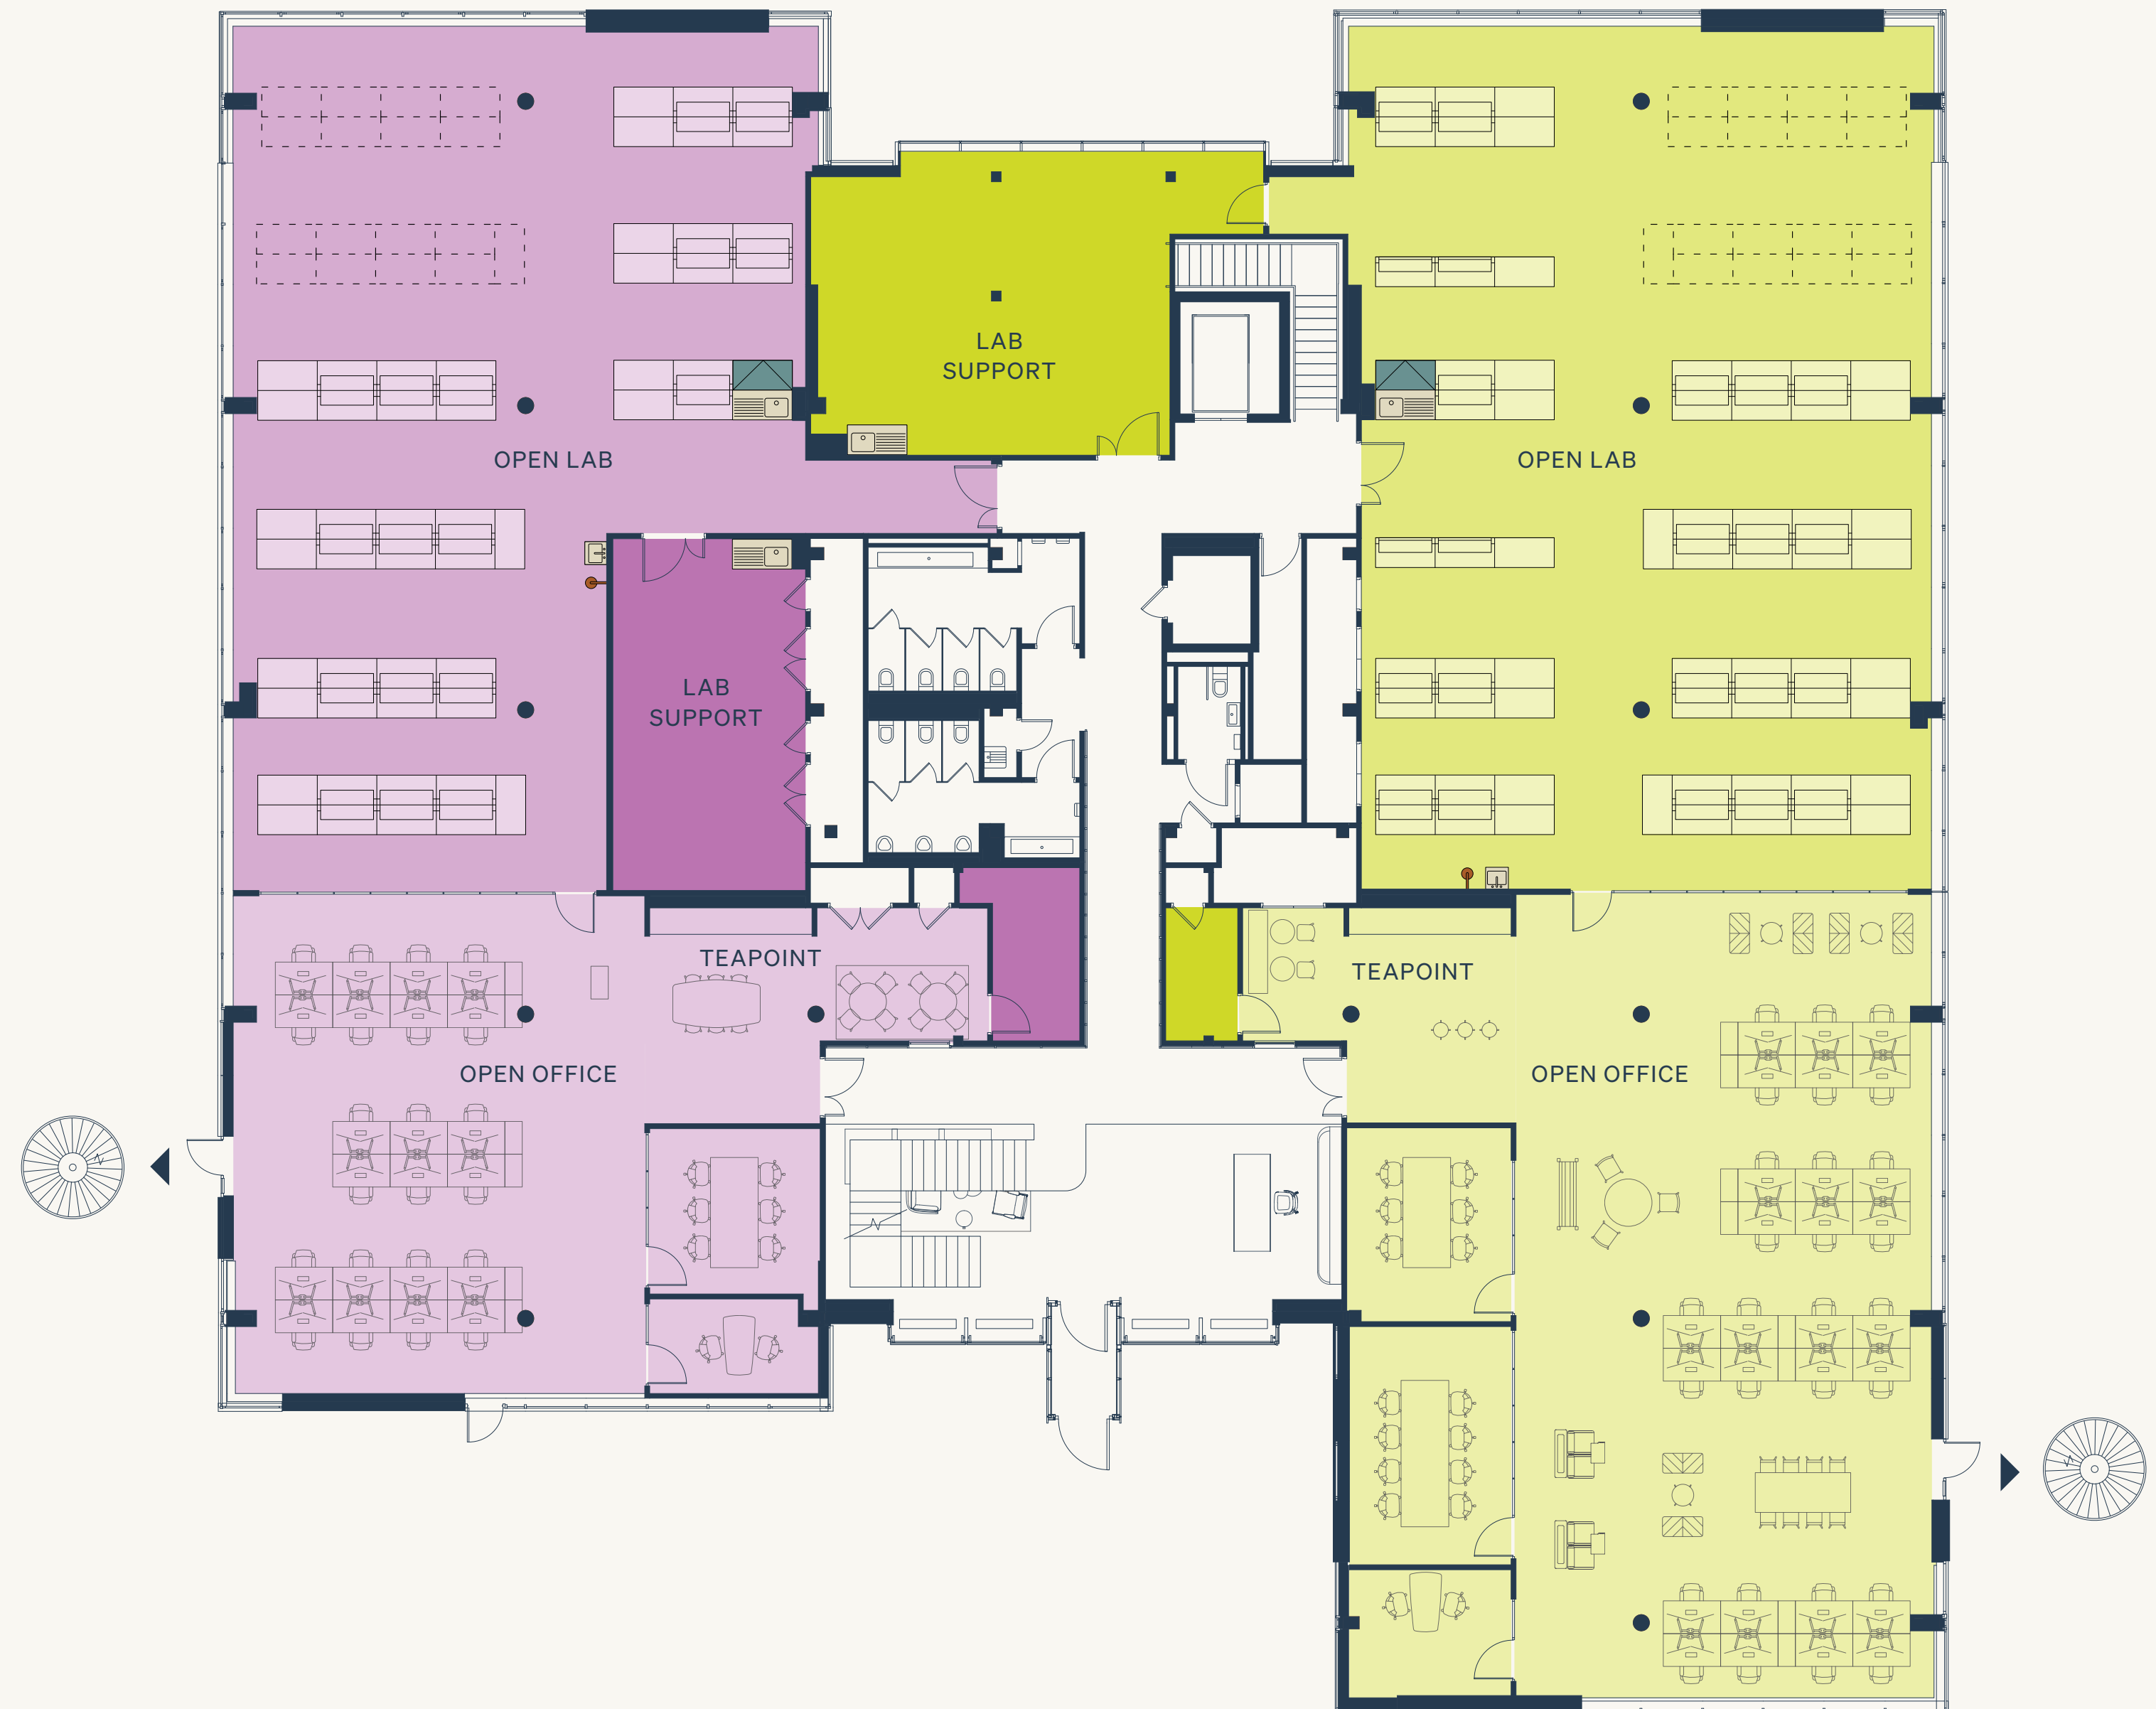 LAB
SUPPORT
OPEN LAB
OPEN LAB
LAB
SUPPORT
TEAPOINT
TEAPOINT
OPEN OFFICE
OPEN OFFICE